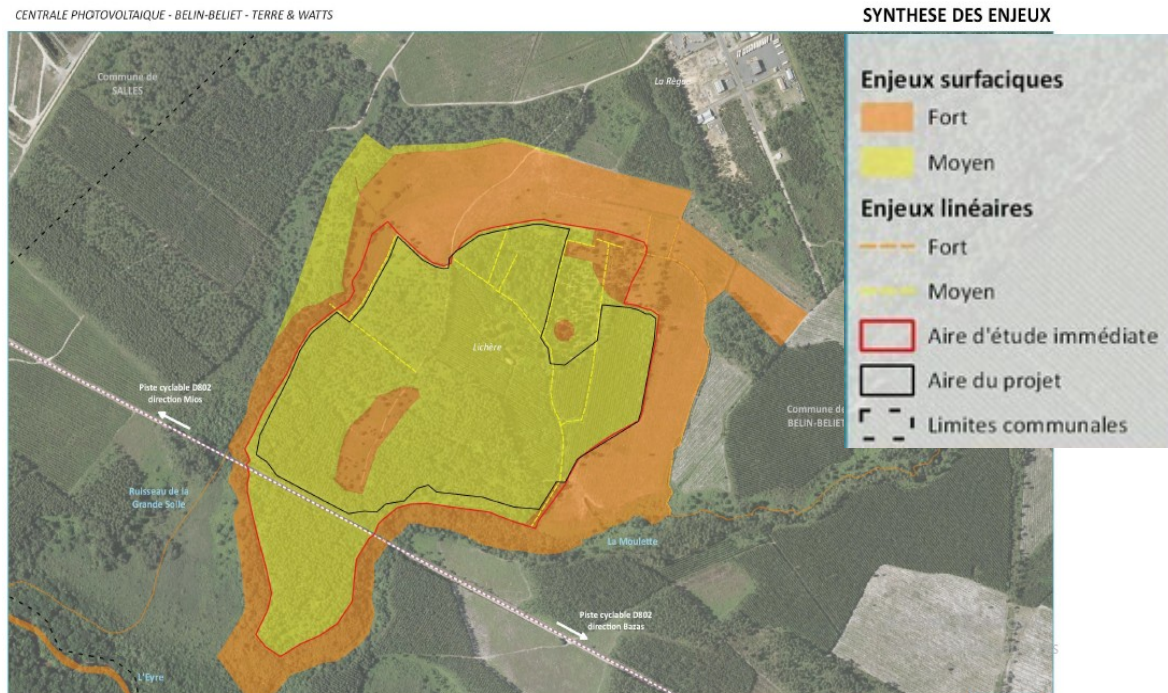 CENTRALE PHOTOVOLTAIQUE - BELIN-BELIET - TERRE & WATTS
SYNTHESE DES ENJEUX
Enjeux surfaciques
Fort
Moyen
Enjeux linéaires
Fort
Moyen
Aire d'étude immédiate
Aire du projet
Limites communales
Commune de
SALLES
La Règue
Lichère
Piste cyclable D802
direction Mios
Commune de
BELIN-BELIET
Ruisseau de la
Grande Soile
La Moulette
Piste cyclable D802
direction Bazas
L'Eyre